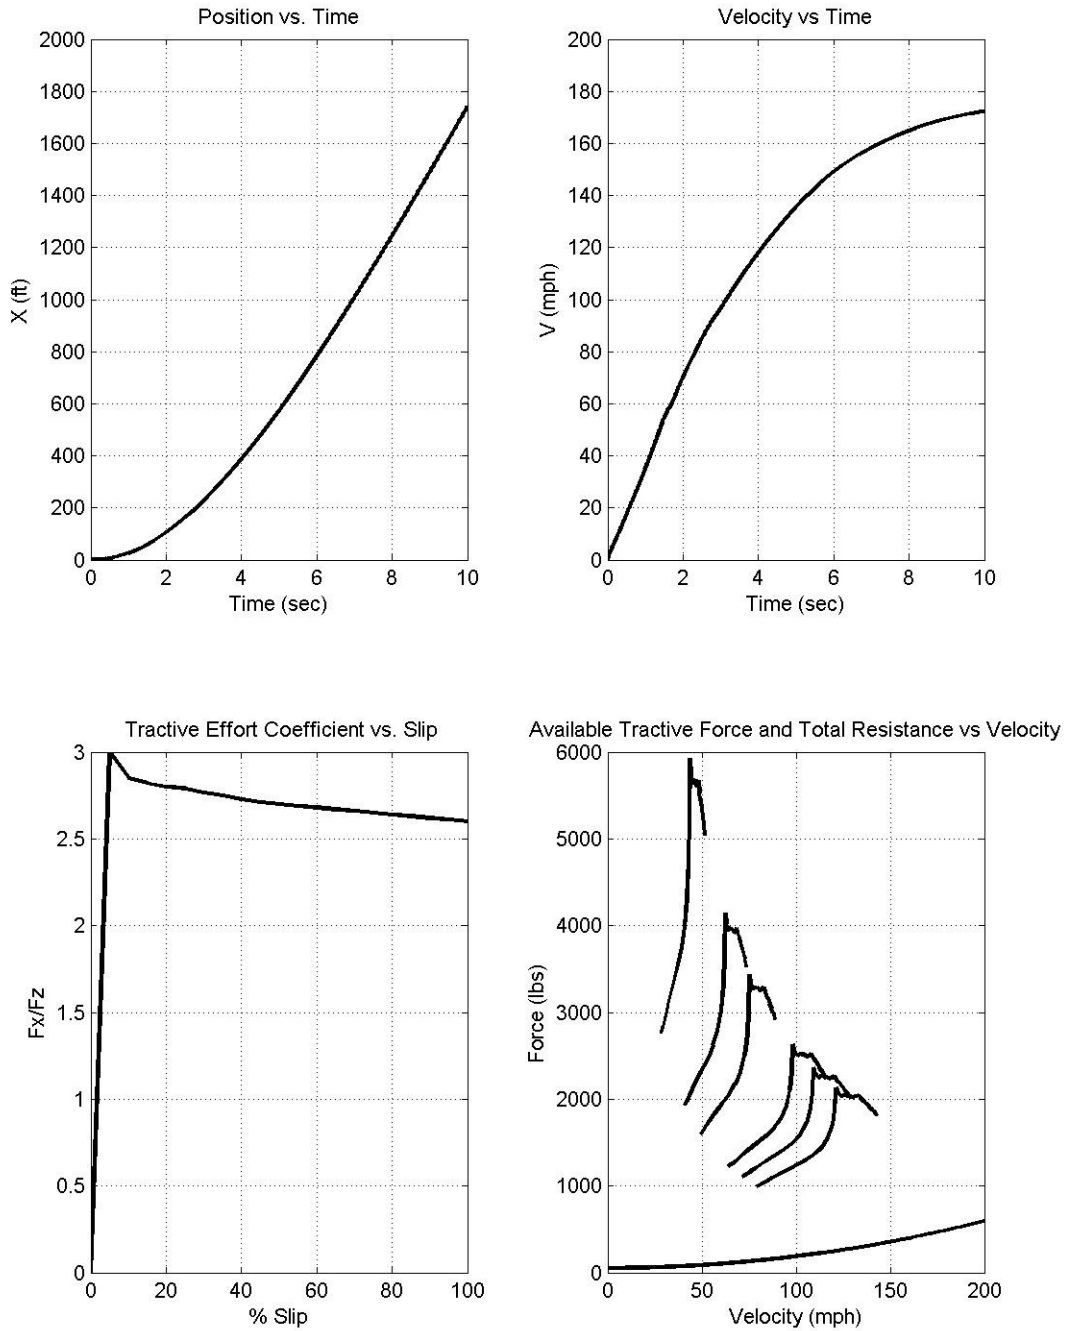 Position vs. Time
2000
1800
1600
1400
1200
1000
800
600
400
200
0
X (ft)
0 2 4 6 8 10
Time (sec)
Velocity vs Time
200
180
160
140
120
100
80
60
40
20
0
V (mph)
0 2 4 6 8 10
Time (sec)
Tractive Effort Coefficient vs. Slip
3
2.5
2
1.5
1
0.5
0
Fx/Fz
0 20 40 60 80 100
% Slip
Available Tractive Force and Total Resistance vs Velocity
6000
5000
4000
3000
2000
1000
0
Force (lbs)
0 50 100 150 200
Velocity (mph)